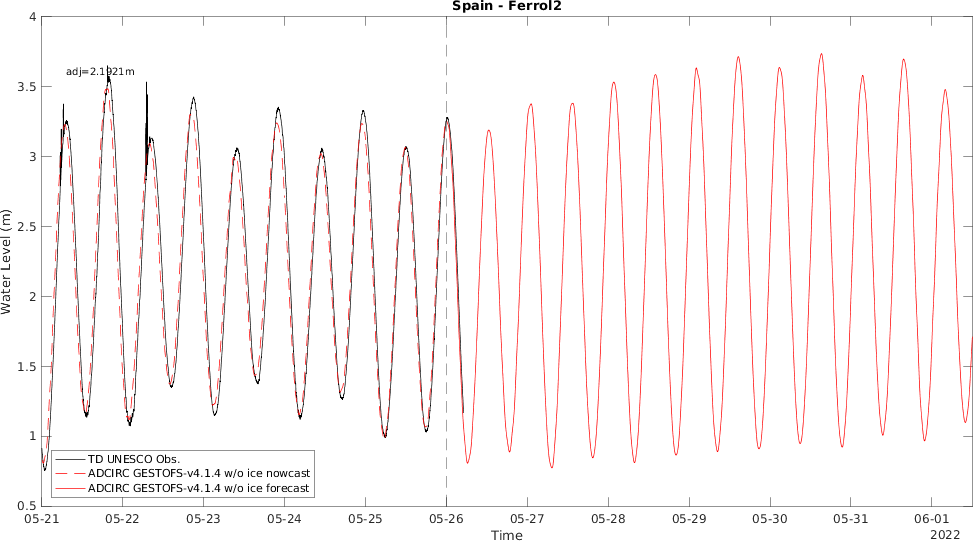 Spain - Ferrol2
4
adj=2.1921m
3.5
3
2.5
2
1.5
1
0.5
Water Level (m)
TD UNESCO Obs.
ADCIRC GESTOFS-v4.1.4 w/o ice nowcast
ADCIRC GESTOFS-v4.1.4 w/o ice forecast
05-21 05-22 05-23 05-24 05-25 05-26 05-27 05-28 05-29 05-30 05-31 06-01
Time
2022